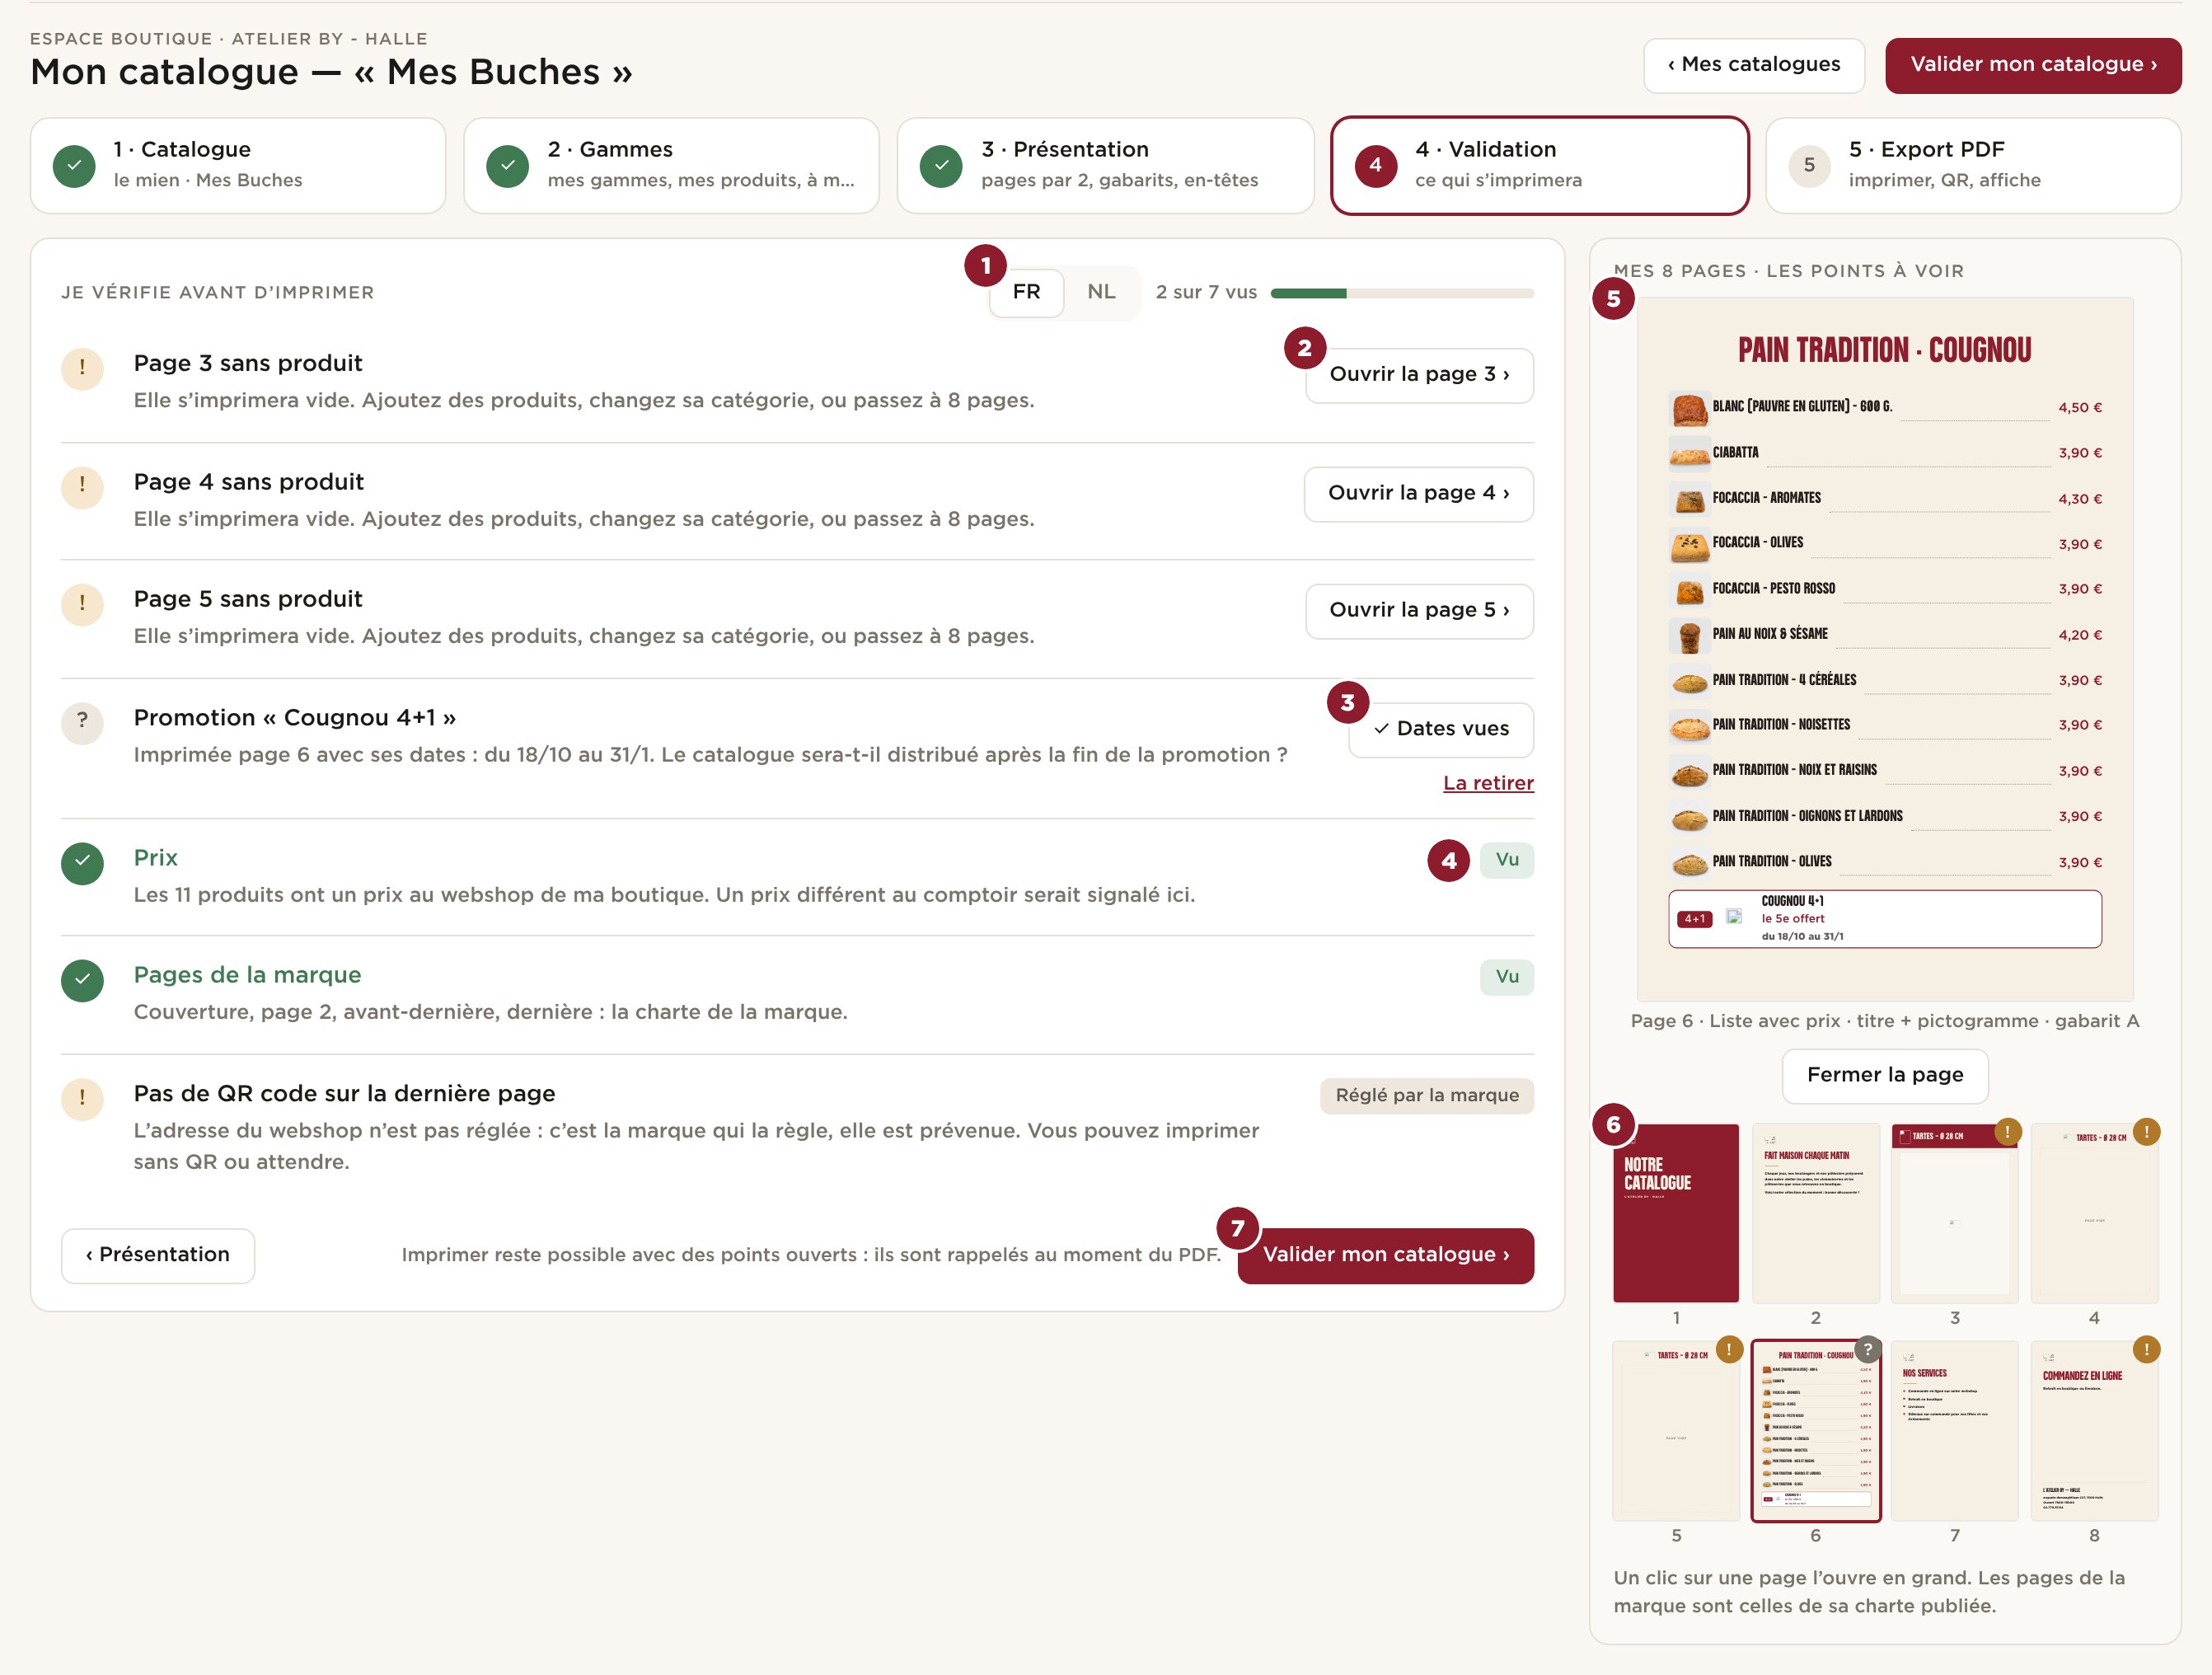 ESPACE BOUTIQUE · ATELIER BY - HALLE
Mon catalogue — « Mes Buches »
‹ Mes catalogues
Valider mon catalogue ›
1 · Catalogue
le mien · Mes Buches
2 · Gammes
mes gammes, mes produits, à m...
3 · Présentation
pages par 2, gabarits, en-têtes
4
4 · Validation
ce qui s’imprimera
5
5 · Export PDF
imprimer, QR, affiche
JE VÉRIFIE AVANT D’IMPRIMER
1
FR
NL
2 sur 7 vus
!
Page 3 sans produit
Elle s’imprimera vide. Ajoutez des produits, changez sa catégorie, ou passez à 8 pages.
2
Ouvrir la page 3 ›
!
Page 4 sans produit
Elle s’imprimera vide. Ajoutez des produits, changez sa catégorie, ou passez à 8 pages.
Ouvrir la page 4 ›
!
Page 5 sans produit
Elle s’imprimera vide. Ajoutez des produits, changez sa catégorie, ou passez à 8 pages.
Ouvrir la page 5 ›
?
Promotion « Cougnou 4+1 »
Imprimée page 6 avec ses dates : du 18/10 au 31/1. Le catalogue sera-t-il distribué après la fin de la promotion ?
3
✓ Dates vues
La retirer
Prix
Les 11 produits ont un prix au webshop de ma boutique. Un prix différent au comptoir serait signalé ici.
4
Vu
Pages de la marque
Couverture, page 2, avant-dernière, dernière : la charte de la marque.
Vu
!
Pas de QR code sur la dernière page
L’adresse du webshop n’est pas réglée : c’est la marque qui la règle, elle est prévenue. Vous pouvez imprimer
sans QR ou attendre.
Réglé par la marque
‹ Présentation
Imprimer reste possible avec des points ouverts : ils sont rappelés au moment du PDF.
7
Valider mon catalogue ›
MES 8 PAGES · LES POINTS À VOIR
5
PAIN TRADITION · COUGNOU
BLANC (PAUVRE EN GLUTEN) - 600 G. 4,50 €
CIABATTA 3,90 €
FOCACCIA - AROMATES 4,30 €
FOCACCIA - OLIVES 3,90 €
FOCACCIA - PESTO ROSSO 3,90 €
PAIN AU NOIX & SÉSAME 4,20 €
PAIN TRADITION - 4 CÉRÉALES 3,90 €
PAIN TRADITION - NOISETTES 3,90 €
PAIN TRADITION - NOIX ET RAISINS 3,90 €
PAIN TRADITION - OIGNONS ET LARDONS 3,90 €
PAIN TRADITION - OLIVES 3,90 €
4+1
COUGNOU 4+1
le 5e offert
du 18/10 au 31/1
Page 6 · Liste avec prix · titre + pictogramme · gabarit A
Fermer la page
6
NOTRE
CATALOGUE
1
FAIT MAISON CHAQUE MATIN
2
TARTES - Ø 28 CM
!
3
TARTES - Ø 28 CM
!
4
TARTES - Ø 28 CM
!
5
PAIN TRADITION · COUGNOU
?
6
NOS SERVICES
7
COMMANDEZ EN LIGNE
!
8
Un clic sur une page l’ouvre en grand. Les pages de la
marque sont celles de sa charte publiée.